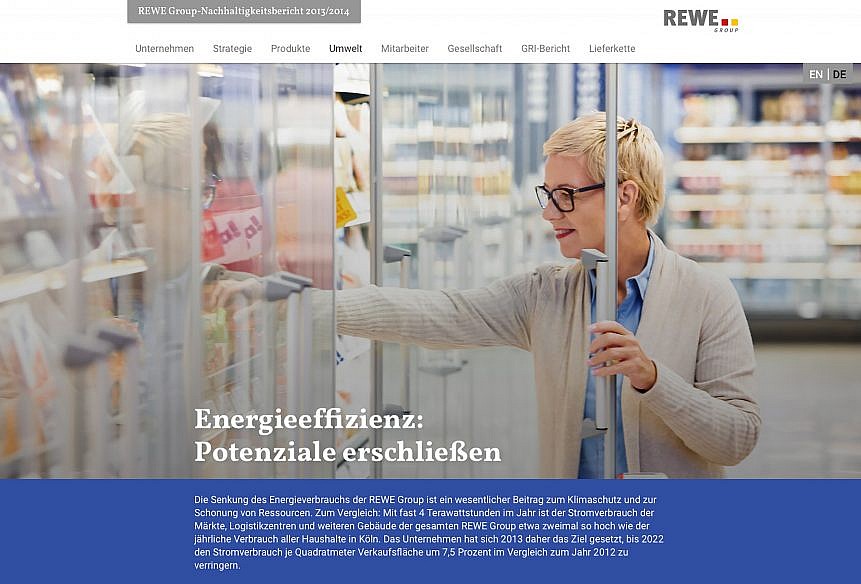 REWE Group-Nachhaltigkeitsbericht 2013/2014
REWE
GROUP
Unternehmen Strategie Produkte Umwelt Mitarbeiter Gesellschaft GRI-Bericht Lieferkette
EN | DE
Energieeffizienz:
Potenziale erschließen
Die Senkung des Energieverbrauchs der REWE Group ist ein wesentlicher Beitrag zum Klimaschutz und zur
Schonung von Ressourcen. Zum Vergleich: Mit fast 4 Terawattstunden im Jahr ist der Stromverbrauch der
Märkte, Logistikzentren und weiteren Gebäude der gesamten REWE Group etwa zweimal so hoch wie der
jährliche Verbrauch aller Haushalte in Köln. Das Unternehmen hat sich 2013 daher das Ziel gesetzt, bis 2022
den Stromverbrauch je Quadratmeter Verkaufsfläche um 7,5 Prozent im Vergleich zum Jahr 2012 zu
verringern.